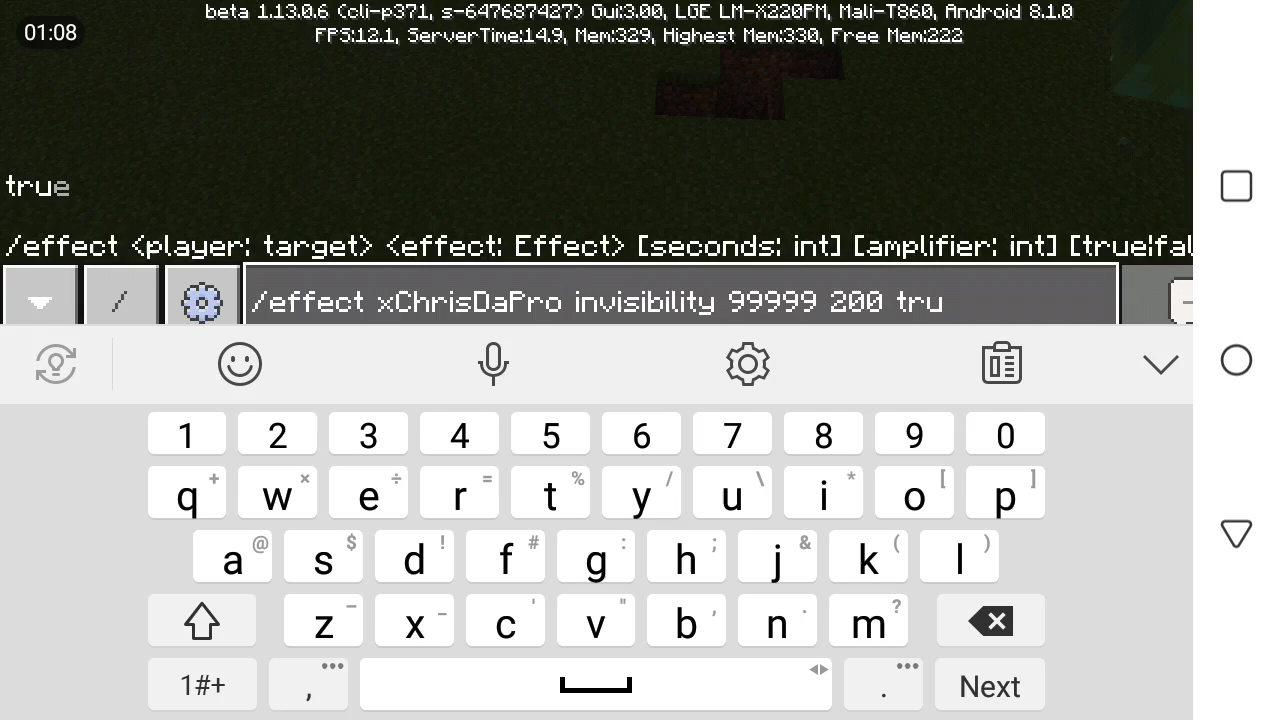 beta 1.13.0.6 (cli-p371, s-647687427) Gui:3.00, LGE LM-X220PM, Mali-T860, Android 8.1.0
01:08
FPS:12.1, ServerTime:14.9, Mem:329, Highest Mem:330, Free Mem:222
true
/effect <player: target> <effect: Effect> [seconds: int] [amplifier: int] [true|fal
/ /effect xChrisDaPro invisibility 99999 200 tru
1 2 3 4 5 6 7 8 9 0
q + w × e ÷ r = t % y / u \ i * o [ p ]
a @ s $ d ! f # g : h ; j & k ( l )
z - x _ c ' v " b , n . m ?
1#+ , ... . ... Next